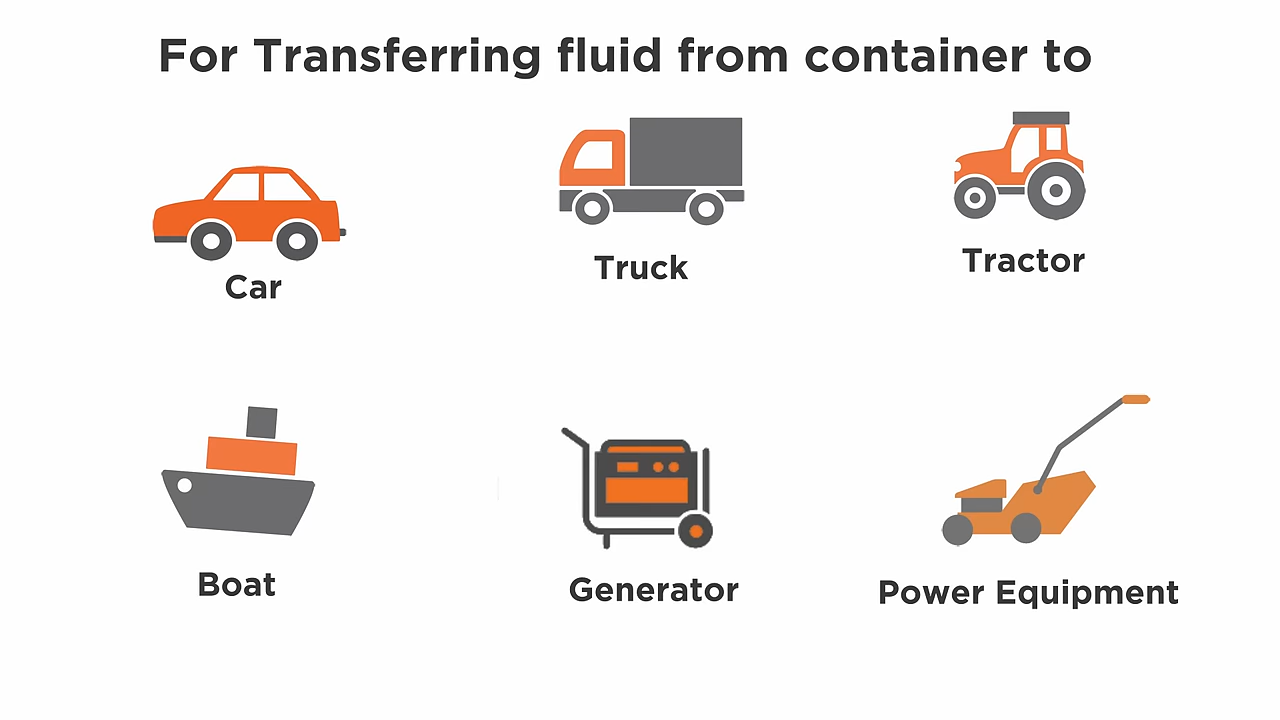 For Transferring fluid from container to
Car
Truck
Tractor
Boat
Generator
Power Equipment